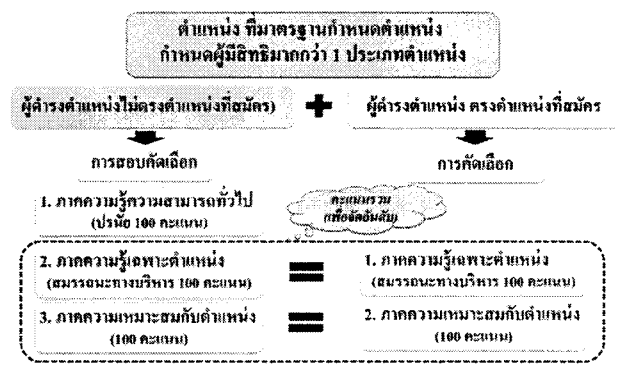 ตำแหน่ง ที่มาตรฐานกำหนดตำแหน่ง
กำหนดผู้มีสิทธิมากกว่า 1 ประเภทตำแหน่ง
ผู้ดำรงตำแหน่งไม่ตรงตำแหน่งที่สมัคร)
ผู้ดำรงตำแหน่ง ตรงตำแหน่งที่สมัคร
การสอบคัดเลือก
การคัดเลือก
1. ภาคความรู้ความสามารถทั่วไป
(ปรนัย 100 คะแนน)
คะแนนรวม
(เพื่อจัดอันดับ)
2. ภาคความรู้เฉพาะตำแหน่ง
(สมรรถนะทางบริหาร 100 คะแนน)
1. ภาคความรู้เฉพาะตำแหน่ง
(สมรรถนะทางบริหาร 100 คะแนน)
3. ภาคความเหมาะสมกับตำแหน่ง
(100 คะแนน)
2. ภาคความเหมาะสมกับตำแหน่ง
(100 คะแนน)